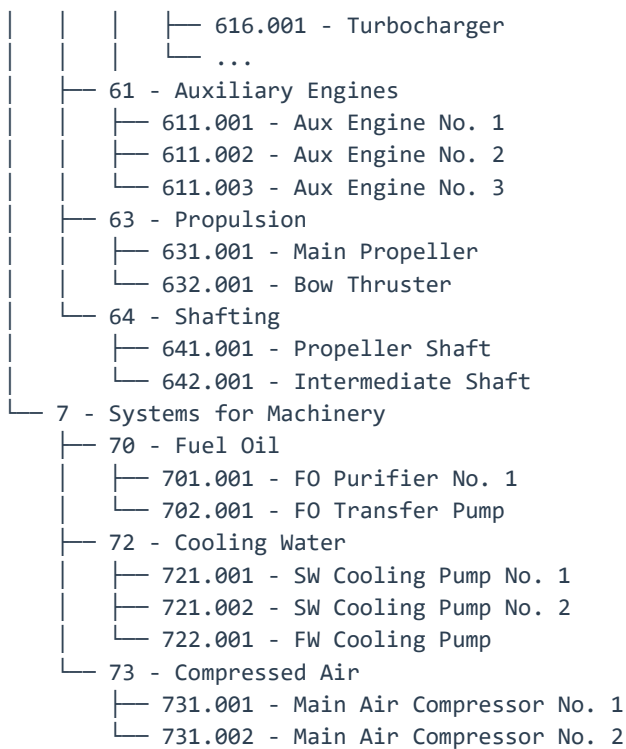 │   │   │   ├── 616.001 - Turbocharger
│   │   │   └── ...
│   ├── 61 - Auxiliary Engines
│   │   ├── 611.001 - Aux Engine No. 1
│   │   ├── 611.002 - Aux Engine No. 2
│   │   └── 611.003 - Aux Engine No. 3
│   ├── 63 - Propulsion
│   │   ├── 631.001 - Main Propeller
│   │   └── 632.001 - Bow Thruster
│   └── 64 - Shafting
│       ├── 641.001 - Propeller Shaft
│       └── 642.001 - Intermediate Shaft
└── 7 - Systems for Machinery
    ├── 70 - Fuel Oil
    │   ├── 701.001 - FO Purifier No. 1
    │   └── 702.001 - FO Transfer Pump
    ├── 72 - Cooling Water
    │   ├── 721.001 - SW Cooling Pump No. 1
    │   ├── 721.002 - SW Cooling Pump No. 2
    │   └── 722.001 - FW Cooling Pump
    └── 73 - Compressed Air
        ├── 731.001 - Main Air Compressor No. 1
        └── 731.002 - Main Air Compressor No. 2